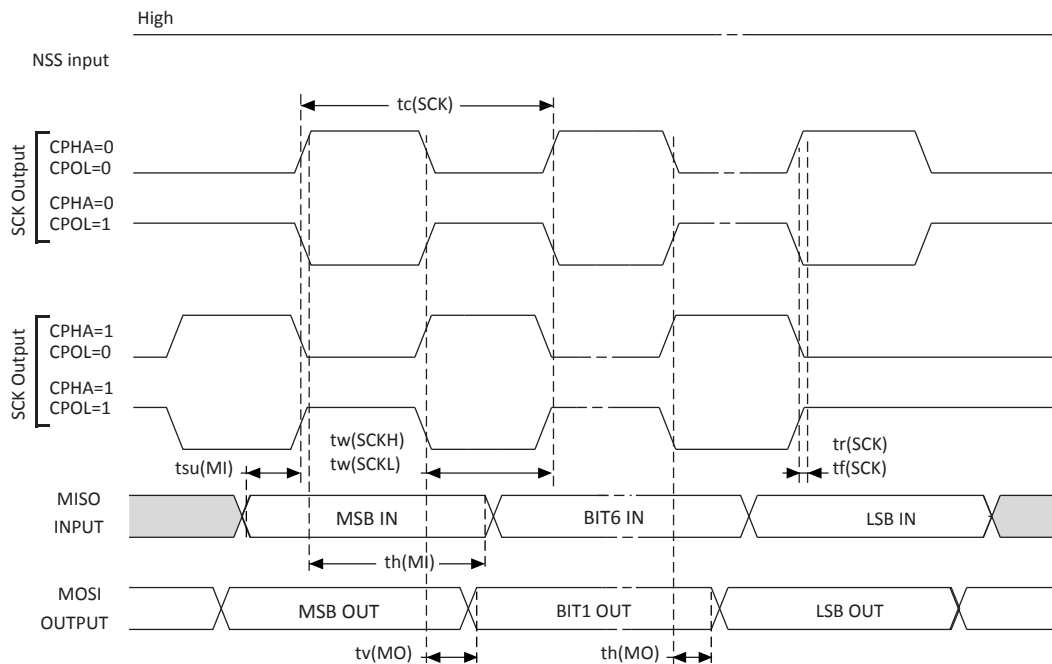 High
NSS input
tc(SCK)
SCK Output
CPHA=0
CPOL=0
CPHA=0
CPOL=1
SCK Output
CPHA=1
CPOL=0
CPHA=1
CPOL=1
tw(SCKH)
tw(SCKL)
tr(SCK)
tf(SCK)
tsu(MI)
MISO
INPUT
MSB IN
BIT6 IN
LSB IN
th(MI)
MOSI
OUTPUT
MSB OUT
BIT1 OUT
LSB OUT
tv(MO)
th(MO)